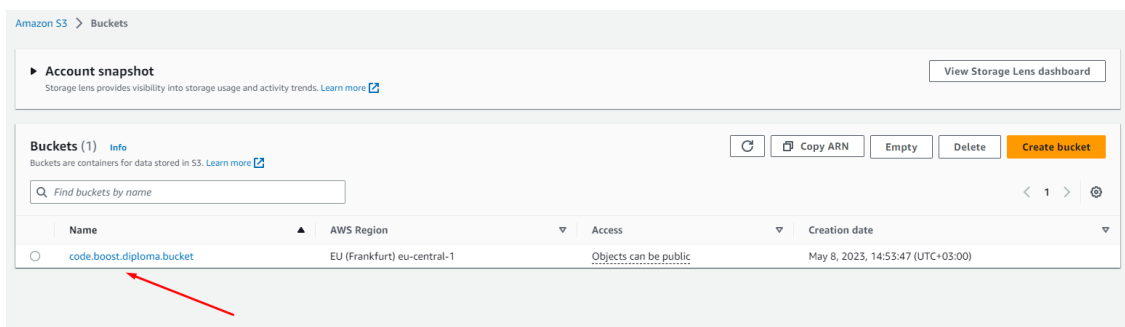 Amazon S3 > Buckets
Account snapshot
View Storage Lens dashboard
Storage lens provides visibility into storage usage and activity trends. Learn more
Buckets (1) Info
Copy ARN Empty Delete Create bucket
Buckets are containers for data stored in S3. Learn more
Find buckets by name
< 1 >
Name AWS Region Access Creation date
code.boost.diploma.bucket EU (Frankfurt) eu-central-1 Objects can be public May 8, 2023, 14:53:47 (UTC+03:00)